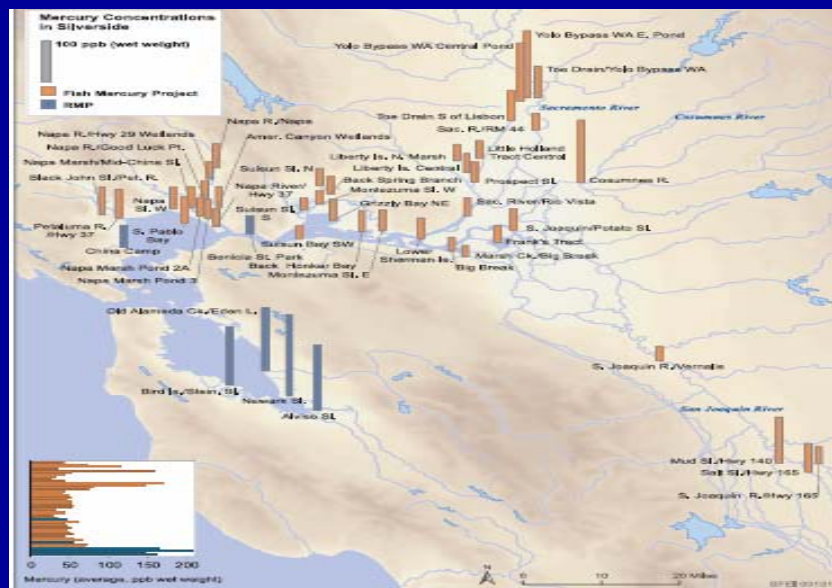 Mercury Concentrations
in Silverside
100 ppb (wet weight)
Fish Mercury Project
RMP
Yolo Bypass WA E. Pond
Yolo Bypass WA Central Pond
Toe Drain/Yolo Bypass WA
Toe Drain S of Lisbon
Sacramento River
Cosumnes River
Sac. R./RM 44
Napa R./Napa
Napa R./Hwy 29 Wetlands
Amer. Canyon Wetlands
Napa R./Good Luck Pt.
Napa Marsh/Mid-China Sl.
Black John Sl./Pet. R.
Suisun Sl. N
Liberty Is. N. Marsh
Little Holland
Tract Central
Liberty Is. Central
Back Spring Branch
Prospect Sl.
Cosumnes R.
Napa River/
Hwy 37
Montezuma Sl. W
Napa
Sl. W
Grizzly Bay NE
Sac. River/Rio Vista
Petaluma R.
/Hwy 37
S. Pablo
Bay
Suisun Sl.
S
S. Joaquin/Potato Sl.
China Camp
Suisun Bay SW
Frank's Tract
Benicia St. Park
Lower
Sherman Is.
Marsh Ck./Big Break
Napa Marsh Pond 2A
Back Honker Bay
Big Break
Napa Marsh Pond 3
Montezuma Sl. E
Old Alameda Ck./Eden L.
Bird Is./Stein. Sl.
Newark Sl.
Alviso Sl.
S. Joaquin R./Vernalis
San Joaquin River
Mud Sl./Hwy 140
Salt Sl./Hwy 165
S. Joaquin R./Hwy 165
0 50 100 150 200
Mercury (average, ppb wet weight)
N
0 10 20 Miles